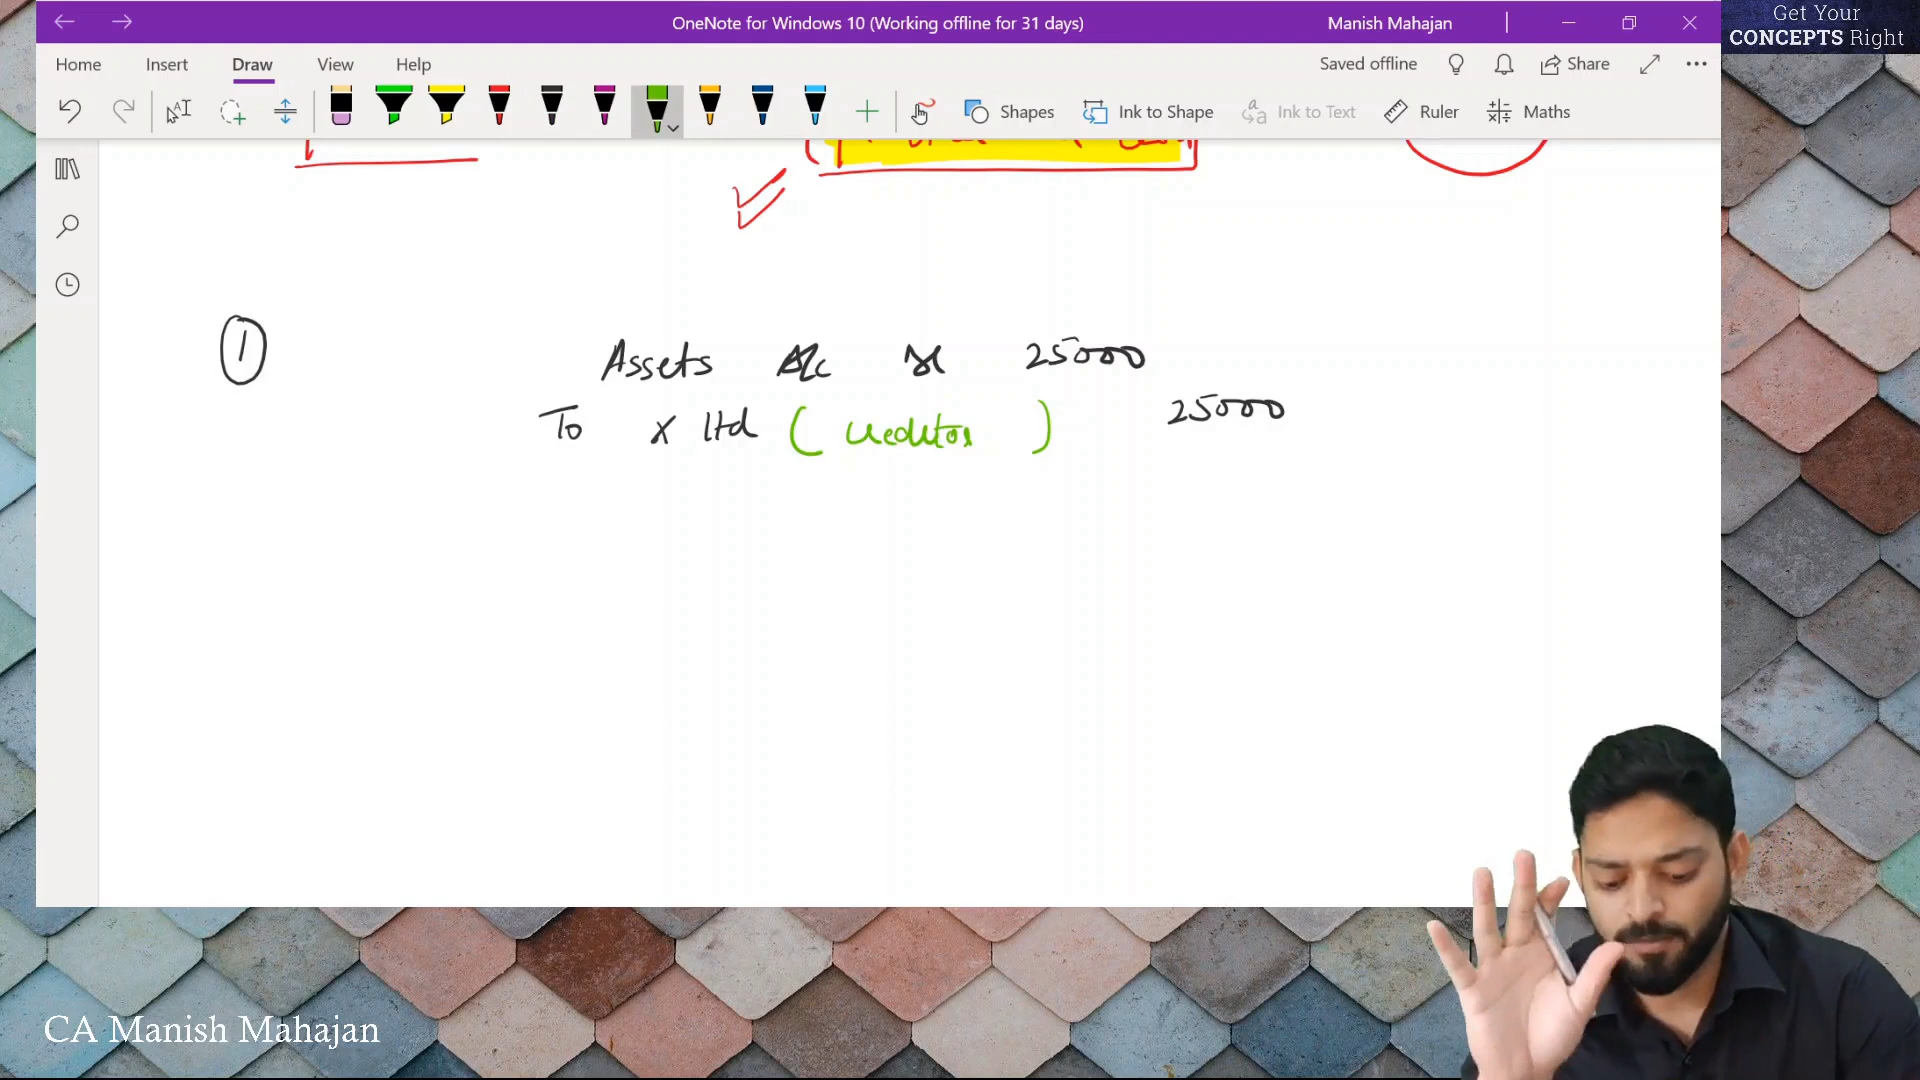 OneNote for Windows 10 (Working offline for 31 days)
Manish Mahajan
Get Your
CONCEPTS Right
Home Insert Draw View Help
Saved offline
Share
Shapes
Ink to Shape
Ink to Text
Ruler
Maths
1
Assets A/c Dr 25000
To X ltd (creditor) 25000
CA Manish Mahajan